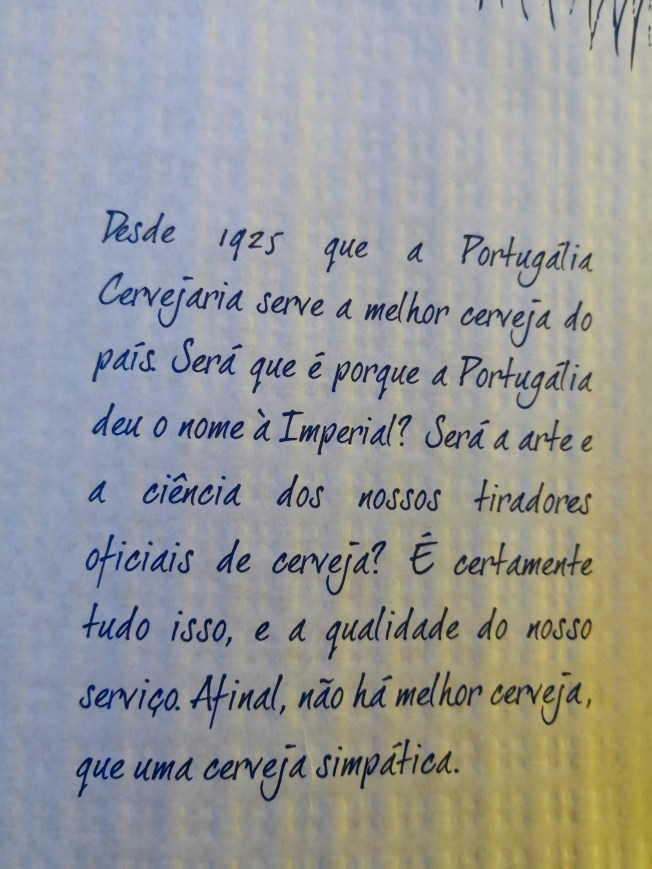 Desde 1925 que a Portugália
Cervejaria serve a melhor cerveja do
país. Será que é porque a Portugália
deu o nome à Imperial? Será a arte e
a ciência dos nossos tiradores
oficiais de cerveja? É certamente
tudo isso, e a qualidade do nosso
serviço. Afinal, não há melhor cerveja,
que uma cerveja simpática.